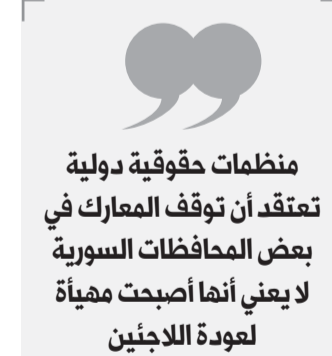 منظمات حقوقية دولية
تعتقد أن توقف المعارك في
بعض المحافظات السورية
لا يعني أنها أصبحت مهيأة
لعودة اللاجئين